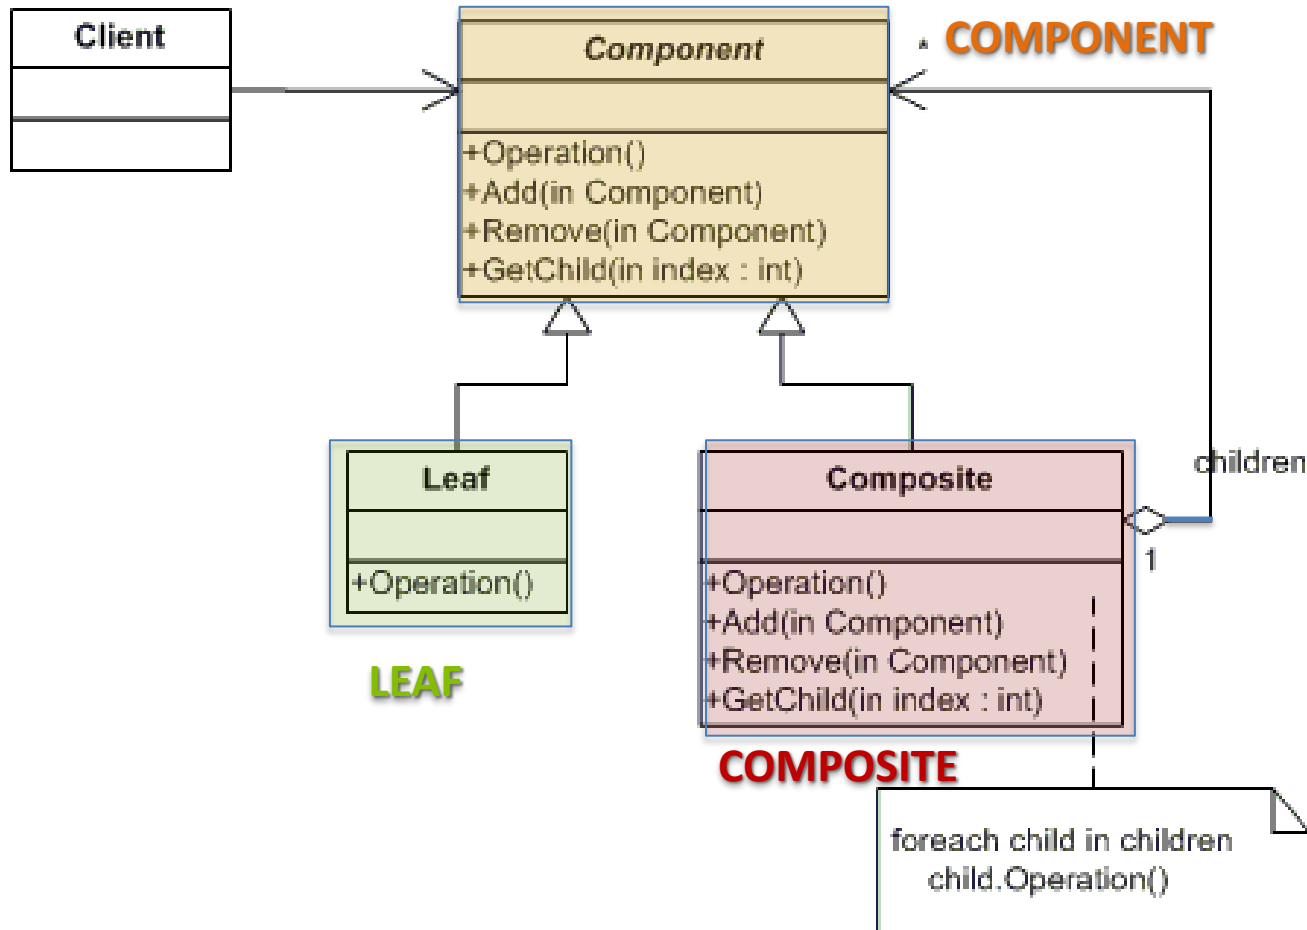 Client
Component
* COMPONENT
+Operation()
+Add(in Component)
+Remove(in Component)
+GetChild(in index : int)
Leaf
+Operation()
LEAF
Composite
children
1
+Operation()
+Add(in Component)
+Remove(in Component)
+GetChild(in index : int)
COMPOSITE
foreach child in children
child.Operation()